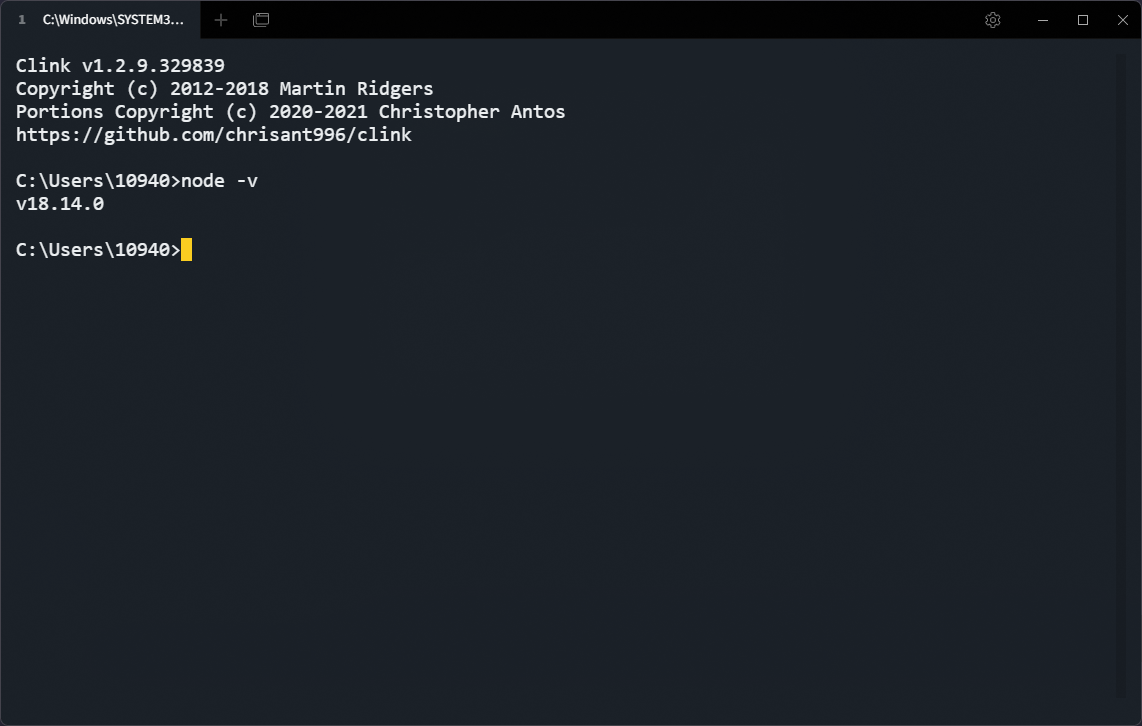 1 C:\Windows\SYSTEM3...
Clink v1.2.9.329839
Copyright (c) 2012-2018 Martin Ridgers
Portions Copyright (c) 2020-2021 Christopher Antos
https://github.com/chrisant996/clink
C:\Users\10940>node -v
v18.14.0
C:\Users\10940>